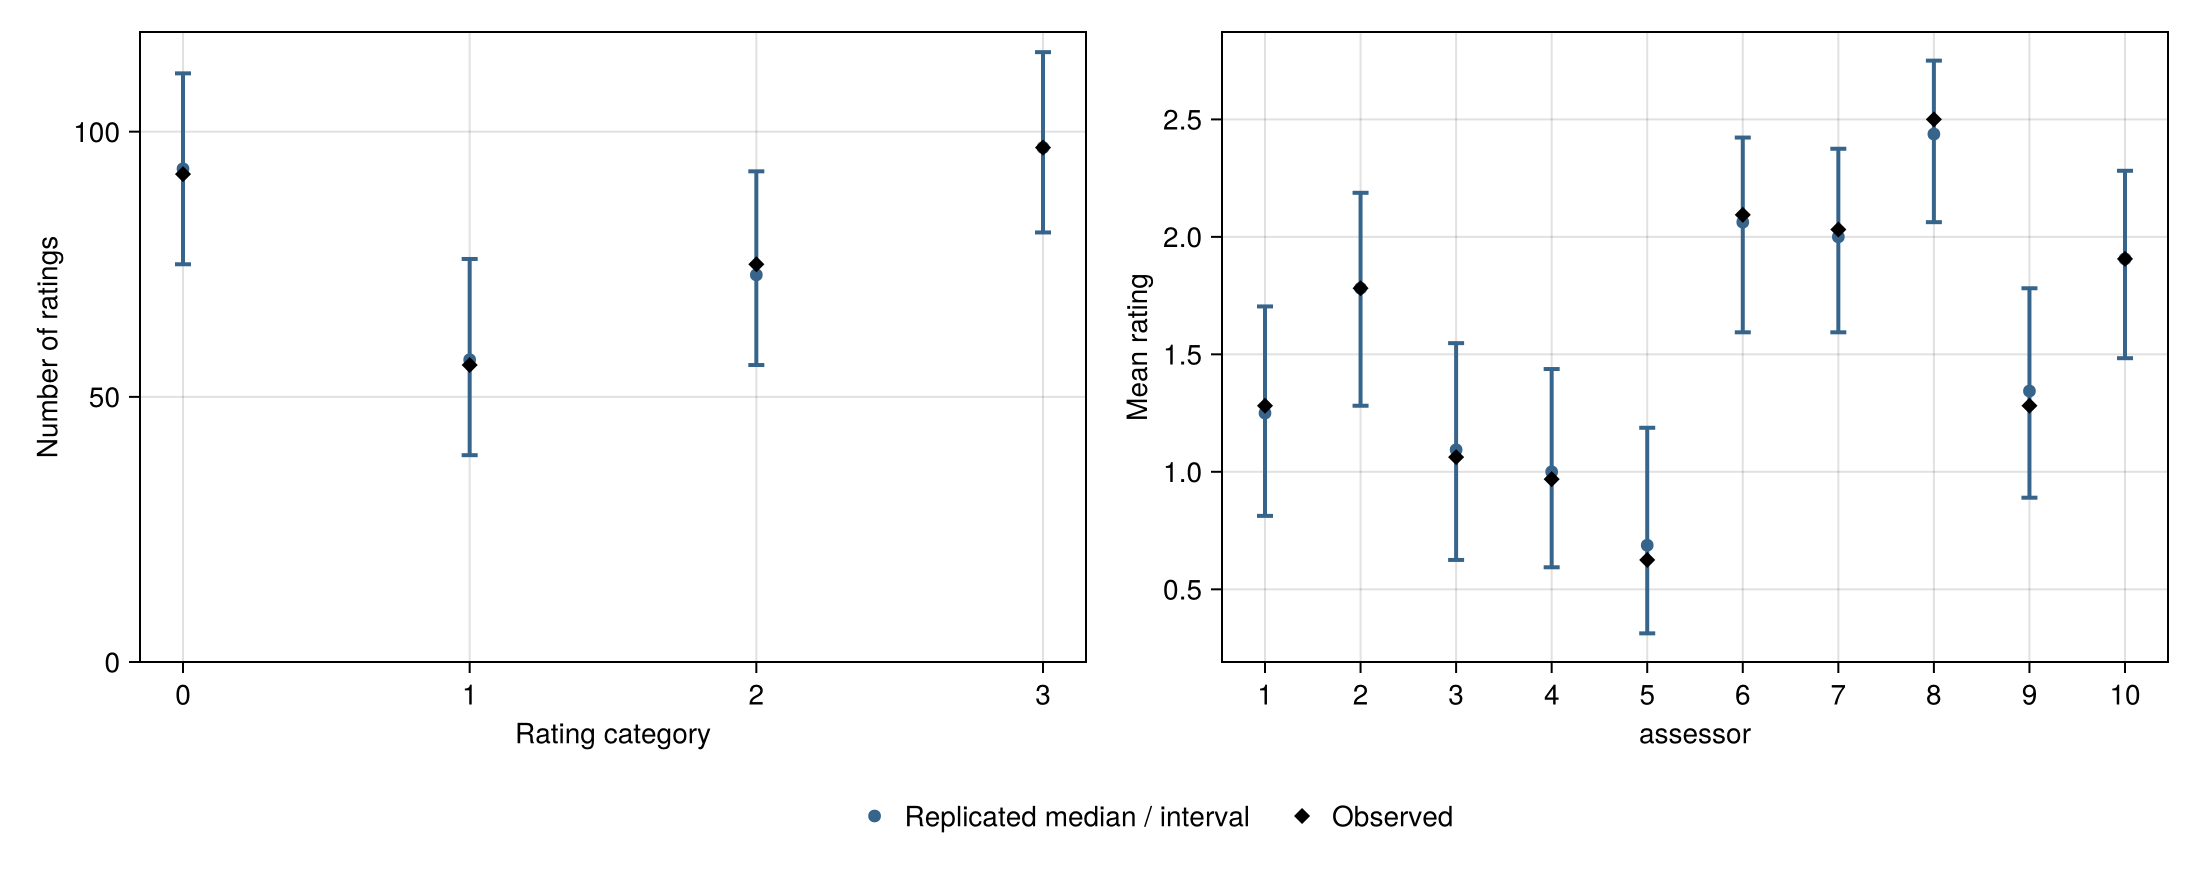 Number of ratings
100
50
0
0 1 2 3
Rating category
Mean rating
2.5
2.0
1.5
1.0
0.5
1 2 3 4 5 6 7 8 9 10
assessor
Replicated median / interval Observed